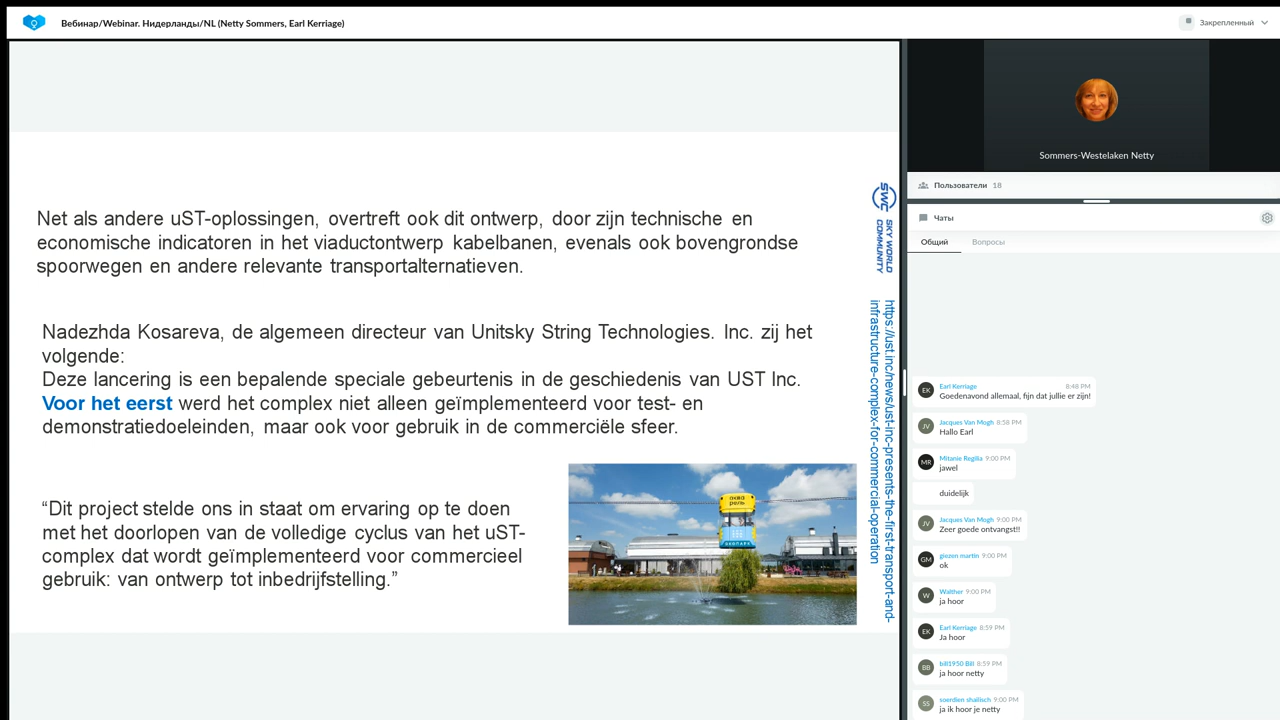 Вебинар/Webinar. Нидерланды/NL (Netty Sommers, Earl Kerriage)
Закрепленный
Net als andere uST-oplossingen, overtreft ook dit ontwerp, door zijn technische en
economische indicatoren in het viaductontwerp kabelbanen, evenals ook bovengrondse
spoorwegen en andere relevante transportalternatieven.
Nadezhda Kosareva, de algemeen directeur van Unitsky String Technologies. Inc. zij het
volgende:
Deze lancering is een bepalende speciale gebeurtenis in de geschiedenis van UST Inc.
Voor het eerst werd het complex niet alleen geïmplementeerd voor test- en
demonstratiedoeleinden, maar ook voor gebruik in de commerciële sfeer.
“Dit project stelde ons in staat om ervaring op te doen
met het doorlopen van de volledige cyclus van het uST-
complex dat wordt geïmplementeerd voor commercieel
gebruik: van ontwerp tot inbedrijfstelling.”
аква
рель
SWC
SKY WORLD
COMMUNITY
https://ust.inc/news/ust-inc-presents-the-first-transport-and-
infrastructure-complex-for-commercial-operation
Sommers-Westelaken Netty
Пользователи 18
Чаты
Общий Вопросы
EK Earl Kerriage 8:48 PM
Goedenavond allemaal, fijn dat jullie er zijn!
JV Jacques Van Mogh 8:58 PM
Hallo Earl
MR Mitanie Regilia 9:00 PM
jawel
duidelijk
JV Jacques Van Mogh 9:00 PM
Zeer goede ontvangst!!
GM giezen martin 9:00 PM
ok
W Walther 9:00 PM
ja hoor
EK Earl Kerriage 8:59 PM
Ja hoor
BB bill1950 Bill 8:59 PM
ja hoor netty
SS soerdien shailisch 9:00 PM
ja ik hoor je netty